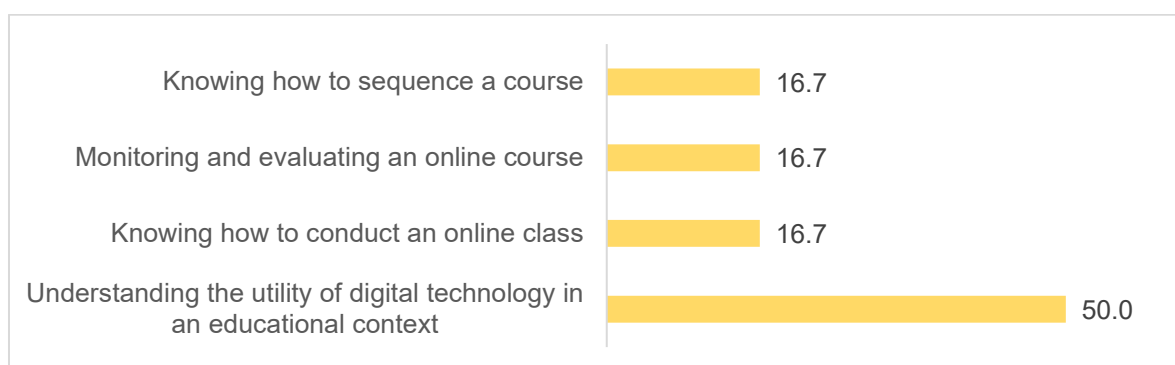 Knowing how to sequence a course
16.7
Monitoring and evaluating an online course
16.7
Knowing how to conduct an online class
16.7
Understanding the utility of digital technology in
an educational context
50.0